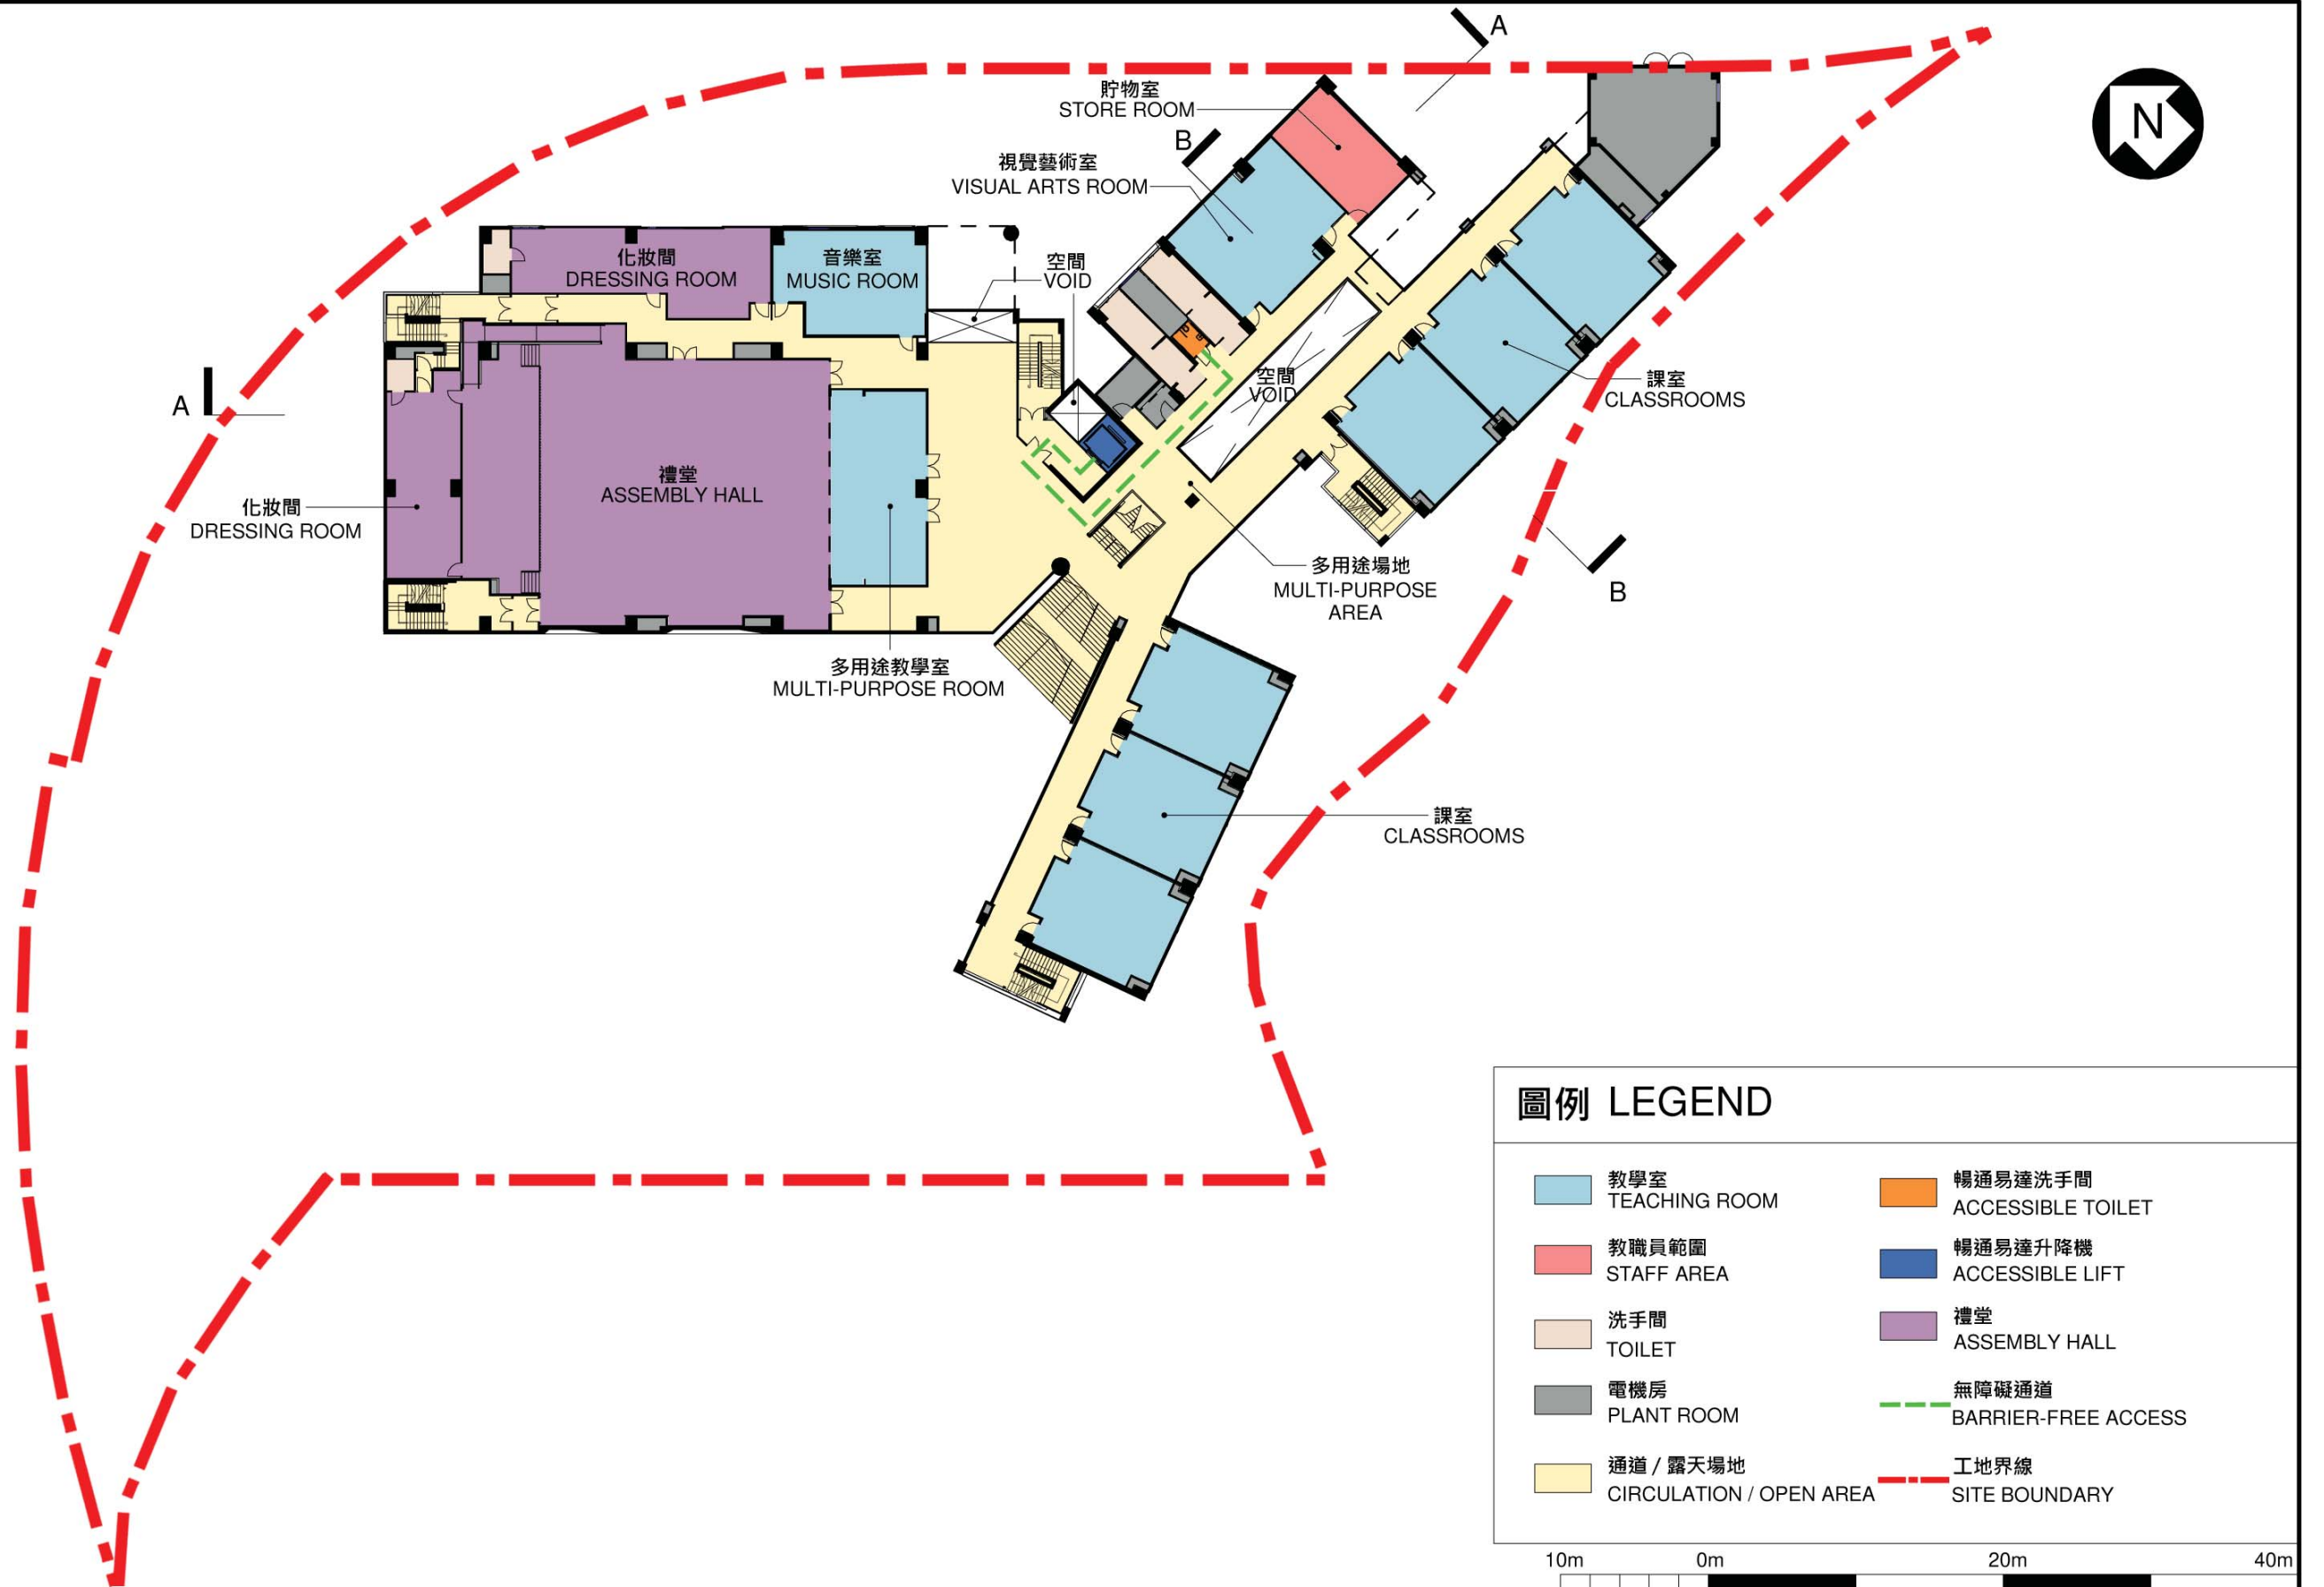 A
貯物室
STORE ROOM
B
視覺藝術室
VISUAL ARTS ROOM
N
化妝間
DRESSING ROOM
音樂室
MUSIC ROOM
空間
VOID
空間
VOID
課室
CLASSROOMS
A
禮堂
ASSEMBLY HALL
化妝間
DRESSING ROOM
多用途場地
MULTI-PURPOSE
AREA
B
多用途教學室
MULTI-PURPOSE ROOM
課室
CLASSROOMS
圖例 LEGEND
教學室
TEACHING ROOM
教職員範圍
STAFF AREA
洗手間
TOILET
電機房
PLANT ROOM
通道 / 露天場地
CIRCULATION / OPEN AREA
暢通易達洗手間
ACCESSIBLE TOILET
暢通易達升降機
ACCESSIBLE LIFT
禮堂
ASSEMBLY HALL
無障礙通道
BARRIER-FREE ACCESS
工地界線
SITE BOUNDARY
10m 0m 20m 40m